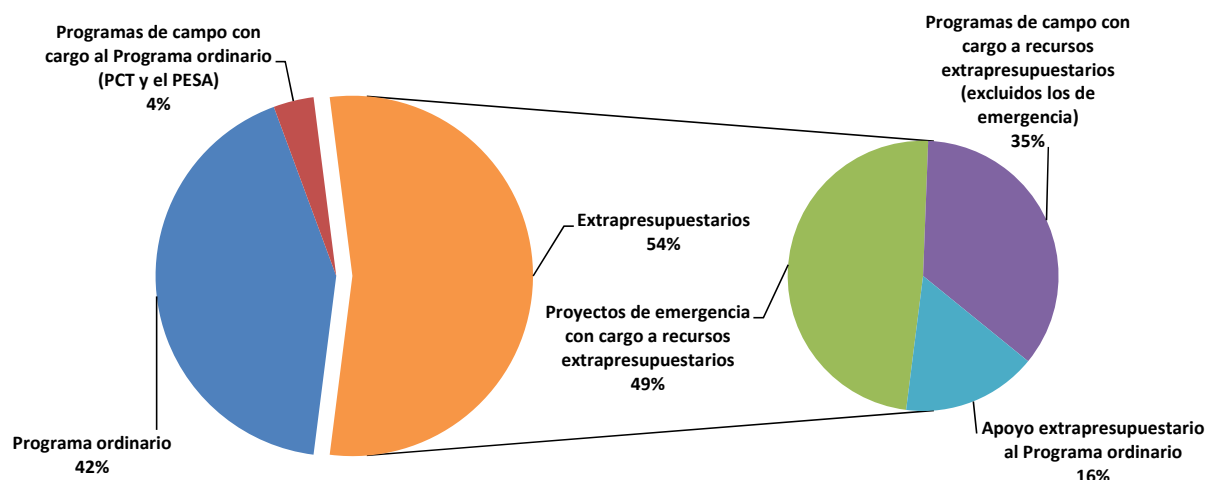 Programas de campo con
cargo al Programa ordinario
(PCT y el PESA)
4%
Programas de campo con
cargo a recursos
extrapresupuestarios
(excluidos los de
emergencia)
35%
Extrapresupuestarios
54%
Proyectos de emergencia
con cargo a recursos
extrapresupuestarios
49%
Programa ordinario
42%
Apoyo extrapresupuestario
al Programa ordinario
16%